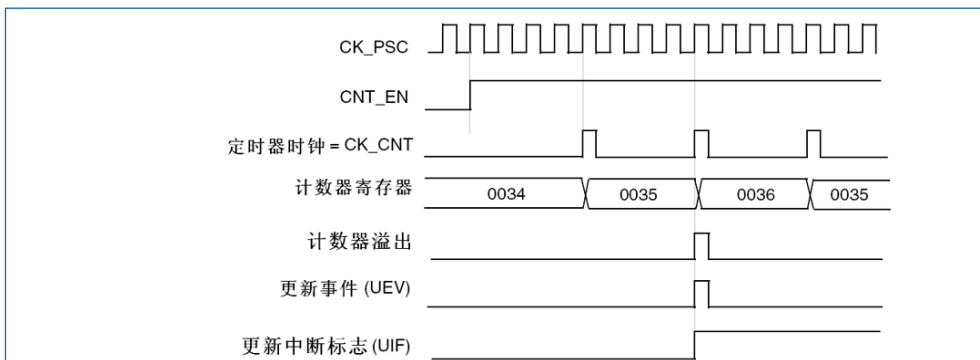 CK_PSC
CNT_EN
定时器时钟 = CK_CNT
计数器寄存器 0034 0035 0036 0035
计数器溢出
更新事件 (UEV)
更新中断标志 (UIF)